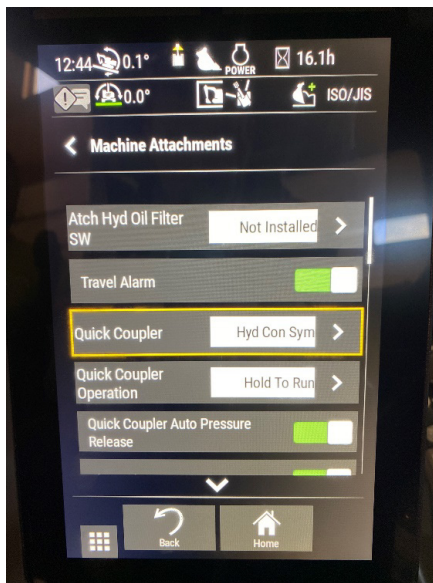 12:44 0.1° POWER 16.1h
0.0° ISO/JIS
Machine Attachments
Atch Hyd Oil Filter
SW
Not Installed
Travel Alarm
Quick Coupler Hyd Con Sym
Quick Coupler
Operation
Hold To Run
Quick Coupler Auto Pressure
Release
Back Home